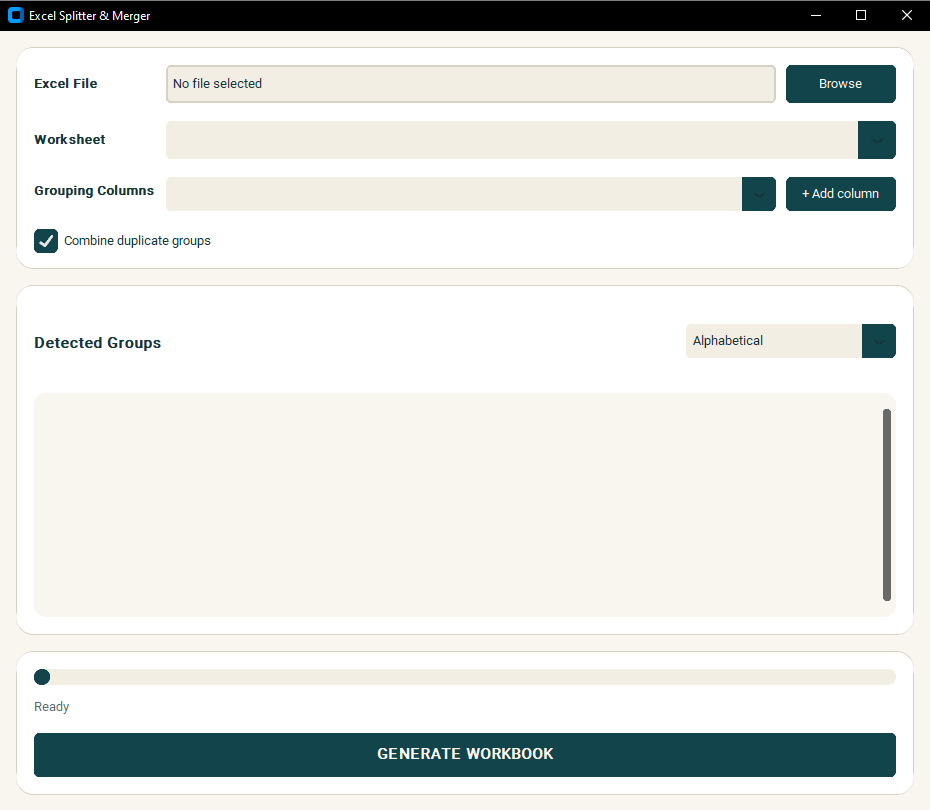 Excel Splitter & Merger
Excel File
No file selected
Browse
Worksheet
Grouping Columns
+ Add column
Combine duplicate groups
Detected Groups
Alphabetical
Ready
GENERATE WORKBOOK